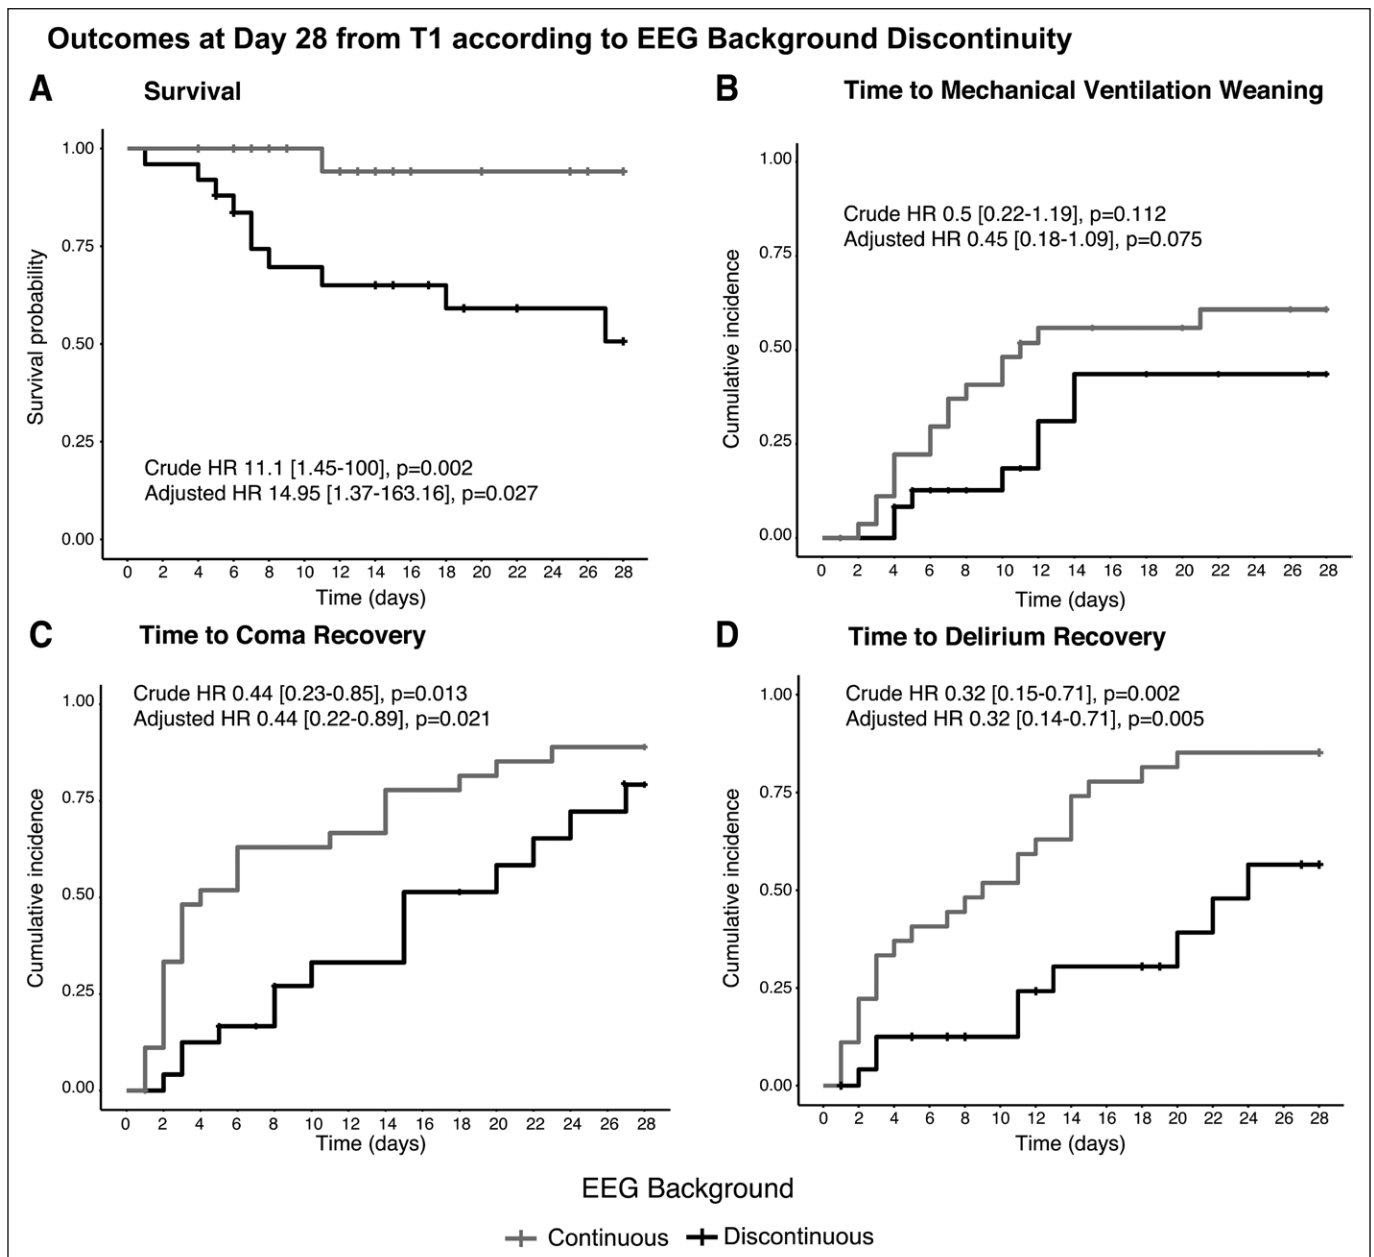 Outcomes at Day 28 from T1 according to EEG Background Discontinuity
A Survival
1.00
0.75
0.50
0.25
0.00
Survival probability
Crude HR 11.1 [1.45-100], p=0.002
Adjusted HR 14.95 [1.37-163.16], p=0.027
0 2 4 6 8 10 12 14 16 18 20 22 24 26 28
Time (days)
B Time to Mechanical Ventilation Weaning
1.00
0.75
0.50
0.25
0.00
Cumulative incidence
Crude HR 0.5 [0.22-1.19], p=0.112
Adjusted HR 0.45 [0.18-1.09], p=0.075
0 2 4 6 8 10 12 14 16 18 20 22 24 26 28
Time (days)
C Time to Coma Recovery
1.00
0.75
0.50
0.25
0.00
Cumulative incidence
Crude HR 0.44 [0.23-0.85], p=0.013
Adjusted HR 0.44 [0.22-0.89], p=0.021
0 2 4 6 8 10 12 14 16 18 20 22 24 26 28
Time (days)
D Time to Delirium Recovery
1.00
0.75
0.50
0.25
0.00
Cumulative incidence
Crude HR 0.32 [0.15-0.71], p=0.002
Adjusted HR 0.32 [0.14-0.71], p=0.005
0 2 4 6 8 10 12 14 16 18 20 22 24 26 28
Time (days)
EEG Background
Continuous Discontinuous